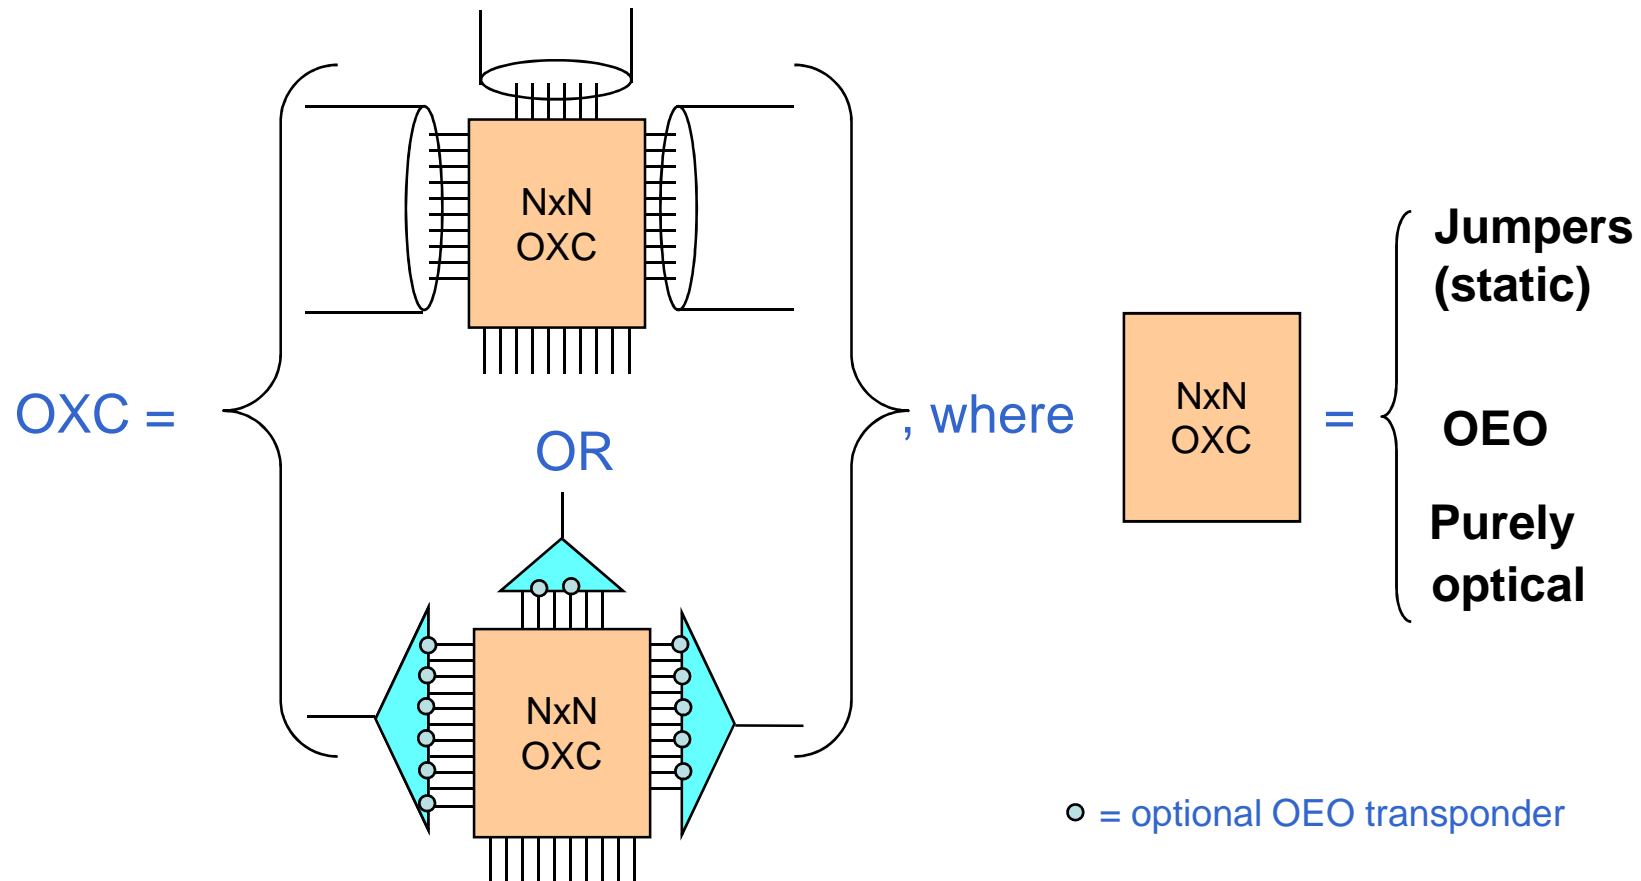 NxN
OXC
OXC =
OR
NxN
OXC
, where
NxN
OXC
=
Jumpers
(static)
OEO
Purely
optical
= optional OEO transponder